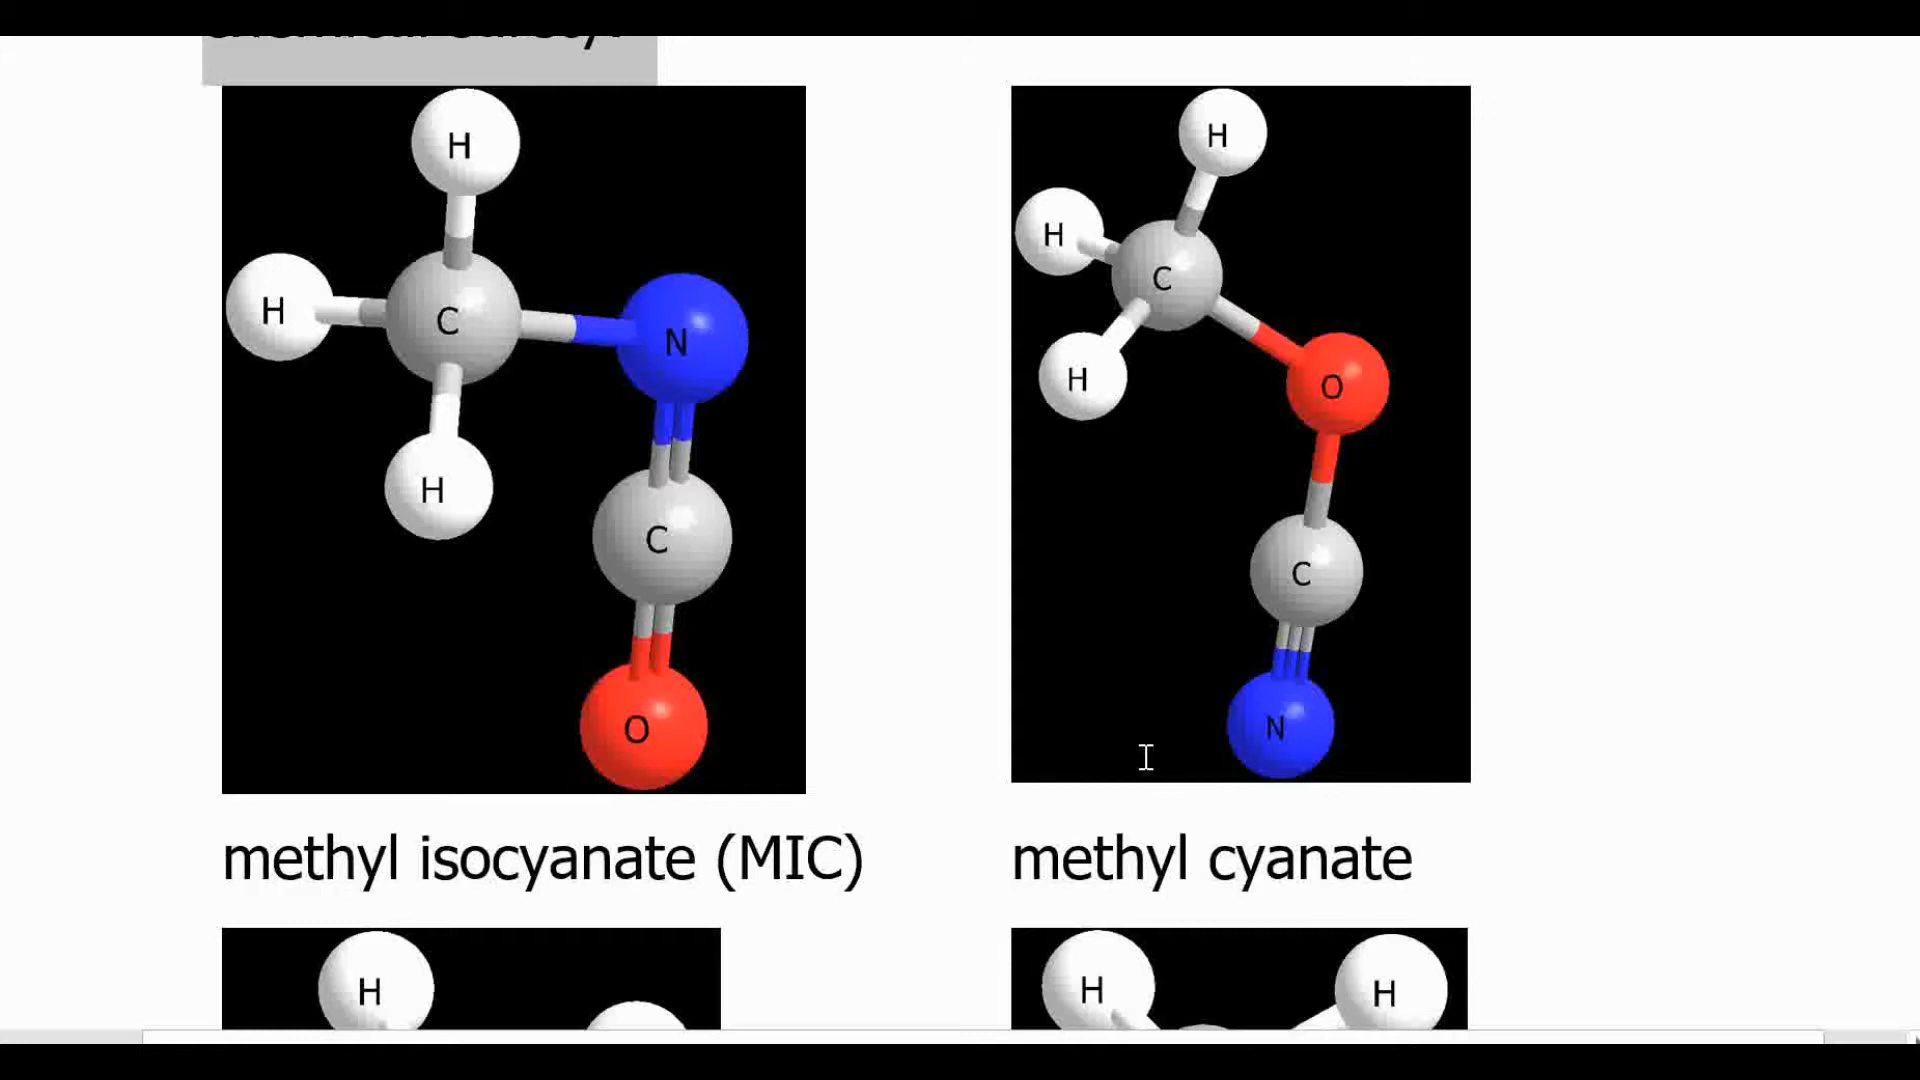 H H
H C N
H
C
O
H
H C
H O
C
N
methyl isocyanate (MIC) methyl cyanate
H H H